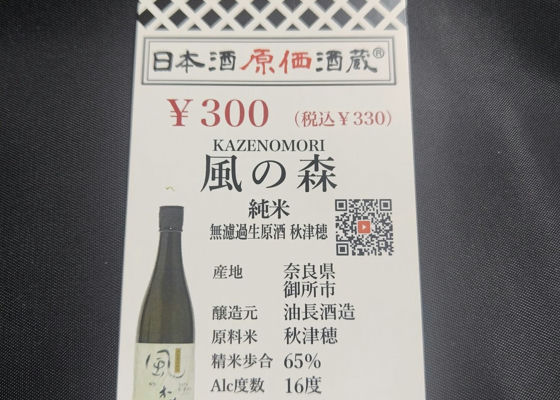 日本酒原価酒蔵®
￥300 (税込￥330)
KAZENOMORI
風の森
純米
無濾過生原酒 秋津穂
産地 奈良県
御所市
醸造元 油長酒造
原料米 秋津穂
精米歩合 65%
Alc度数 16度
風